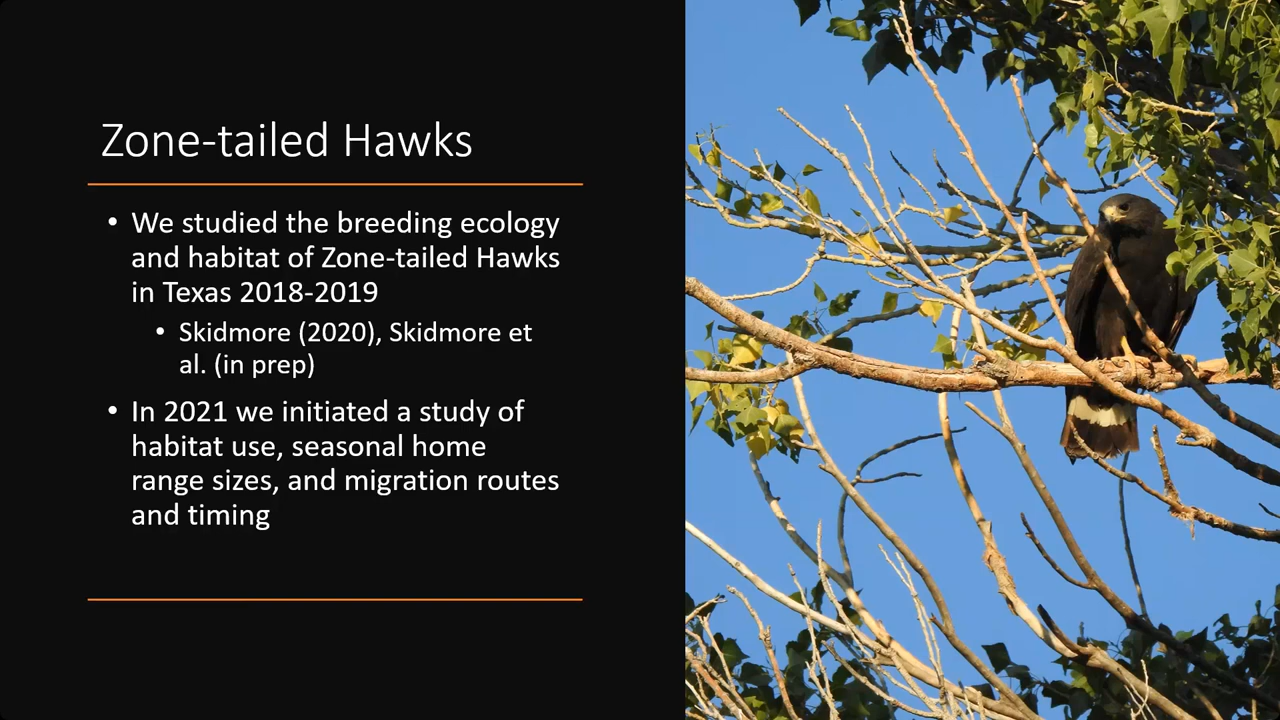 Zone-tailed Hawks
• We studied the breeding ecology
and habitat of Zone-tailed Hawks
in Texas 2018-2019
• Skidmore (2020), Skidmore et
al. (in prep)
• In 2021 we initiated a study of
habitat use, seasonal home
range sizes, and migration routes
and timing